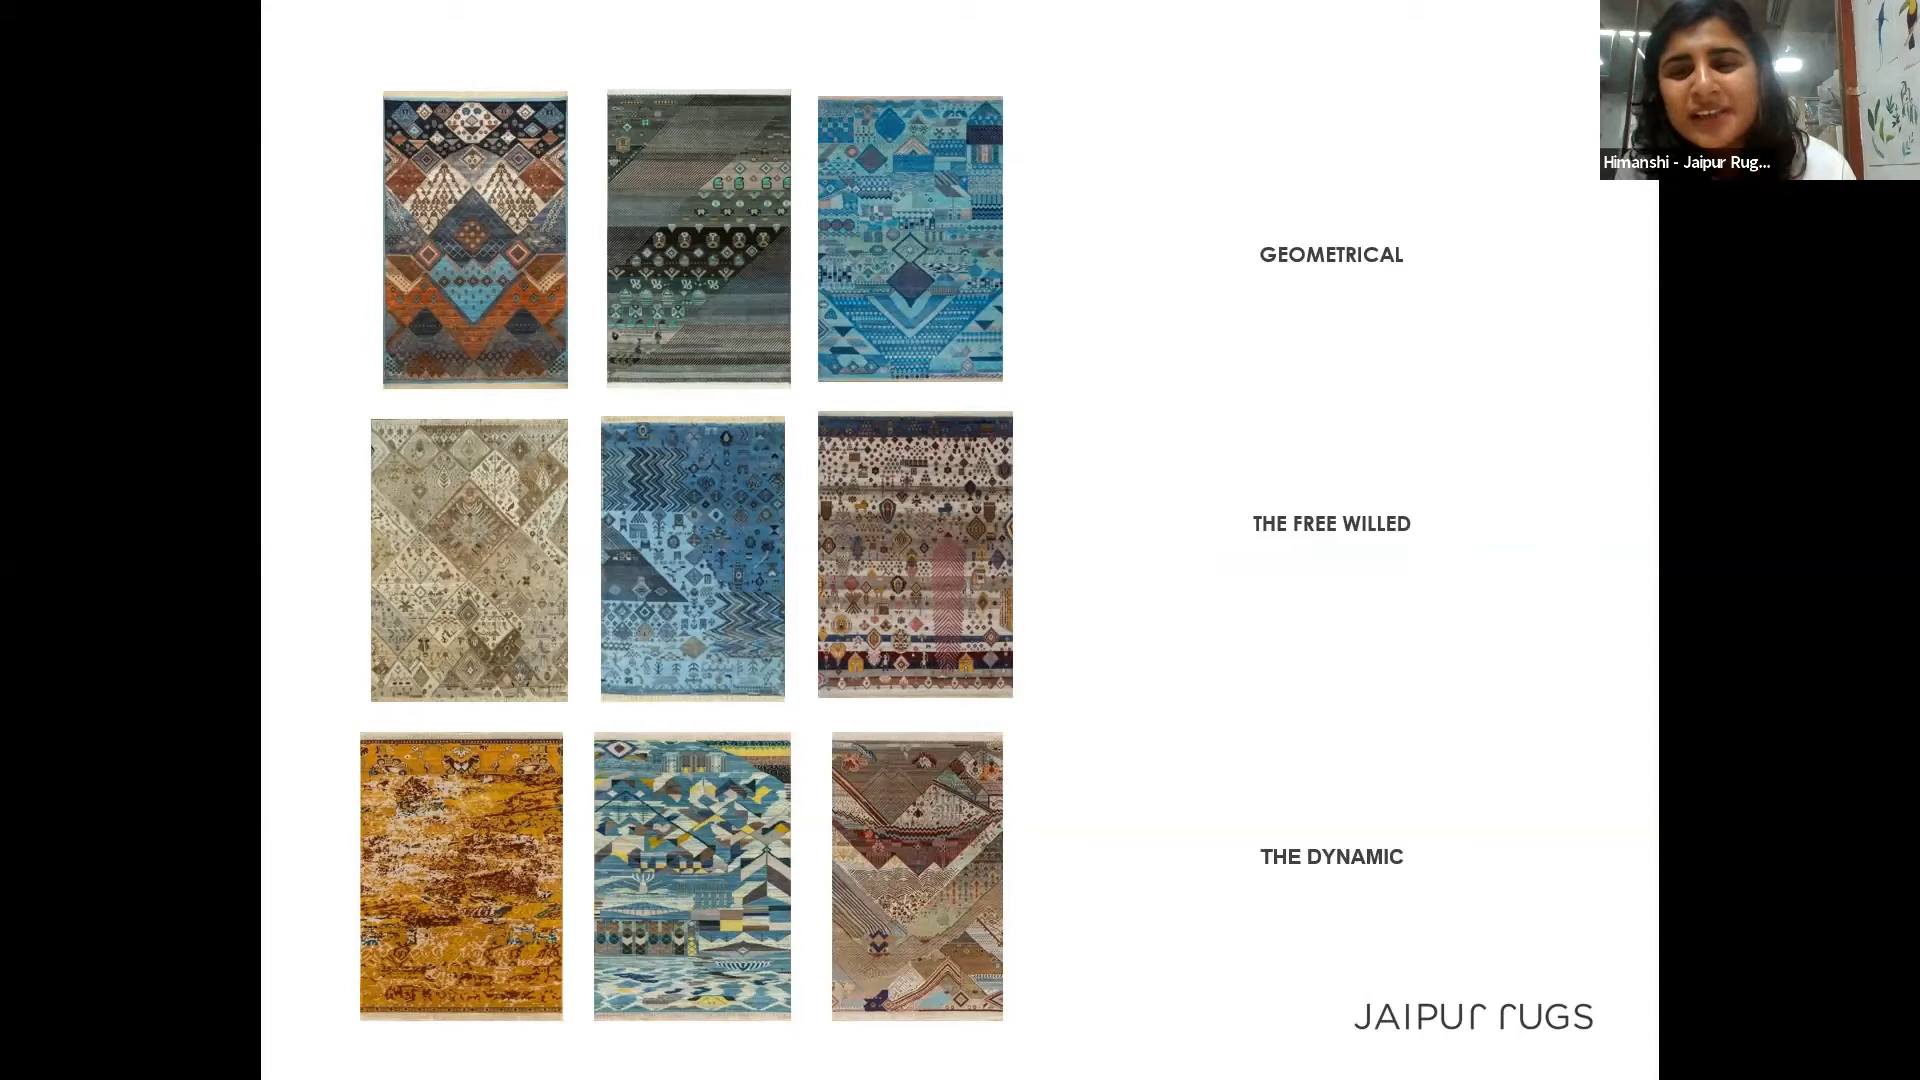 Himanshi - Jaipur Rug...
GEOMETRICAL
THE FREE WILLED
THE DYNAMIC
JAIPUR RUGS